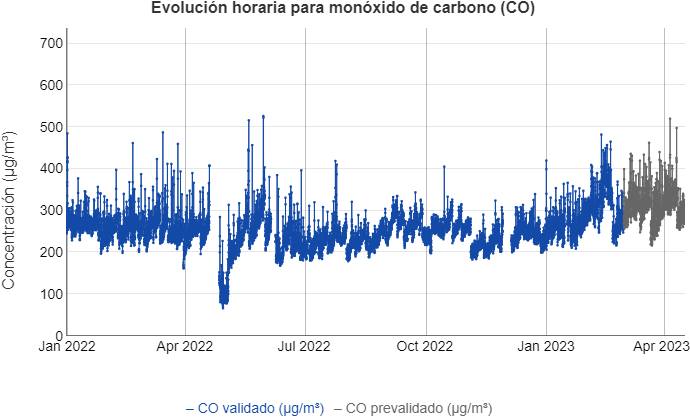 Evolución horaria para monóxido de carbono (CO)
Concentración (µg/m³)
700
600
500
400
300
200
100
0
Jan 2022 Apr 2022 Jul 2022 Oct 2022 Jan 2023 Apr 2023
– CO validado (µg/m³) – CO prevalidado (µg/m³)